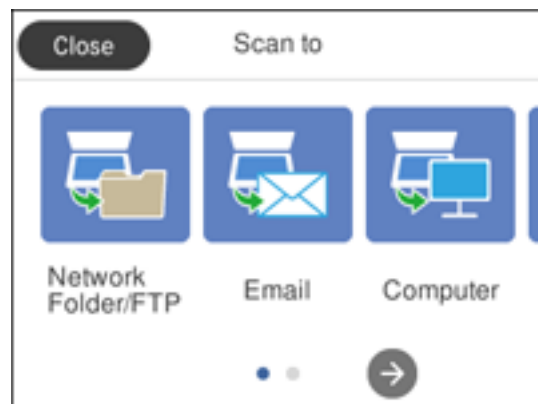 Close
Scan to
Network
Folder/FTP
Email
Computer